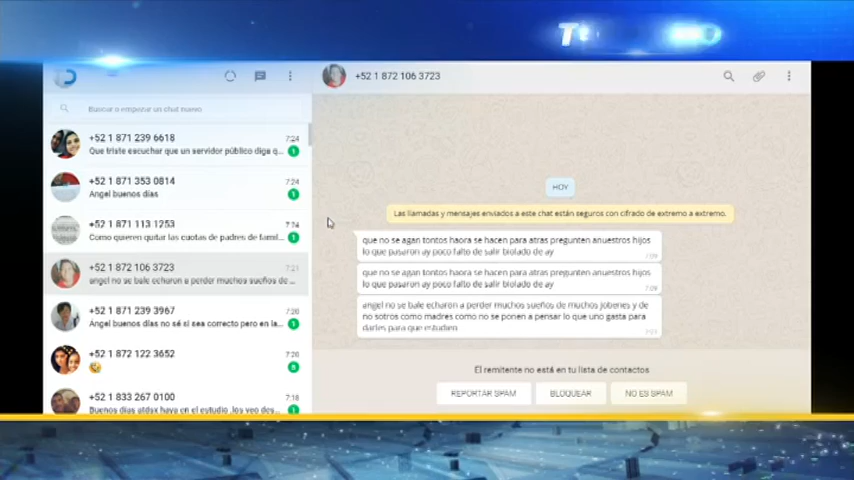 +52 1 872 106 3723
Buscar o empezar un chat nuevo
+52 1 871 239 6618
7:24
Que triste escuchar que un servidor público diga q...
1
+52 1 871 353 0814
7:24
Angel buenos días
1
+52 1 871 113 1253
7:24
Como quieren quitar las cuotas de padres de famil...
1
+52 1 872 106 3723
7:21
angel no se bale echaron a perder muchos sueños de ...
+52 1 871 239 3967
7:20
Angel buenos días no sé si sea correcto pero en la...
1
+52 1 872 122 3652
7:20
+52 1 833 267 0100
7:18
Buenos días
haya en el estudio .los veo des...
1
HOY
Las llamadas y mensajes enviados a este chat están seguros con cifrado de extremo a extremo.
que no se agan tontos haora se hacen para atras pregunten anuestros hijos
lo que pasaron ay poco falto de salir biolado de ay
que no se agan tontos haora se hacen para atras pregunten anuestros hijos
lo que pasaron ay poco falto de salir biolado de ay
angel no se bale echaron a perder muchos sueños de muchos jobenes y de
no sotros como madres como no se ponen a pensar lo que uno gasta para
darles para que estudien
El remitente no está en tu lista de contactos
REPORTAR SPAM
BLOQUEAR
NO ES SPAM